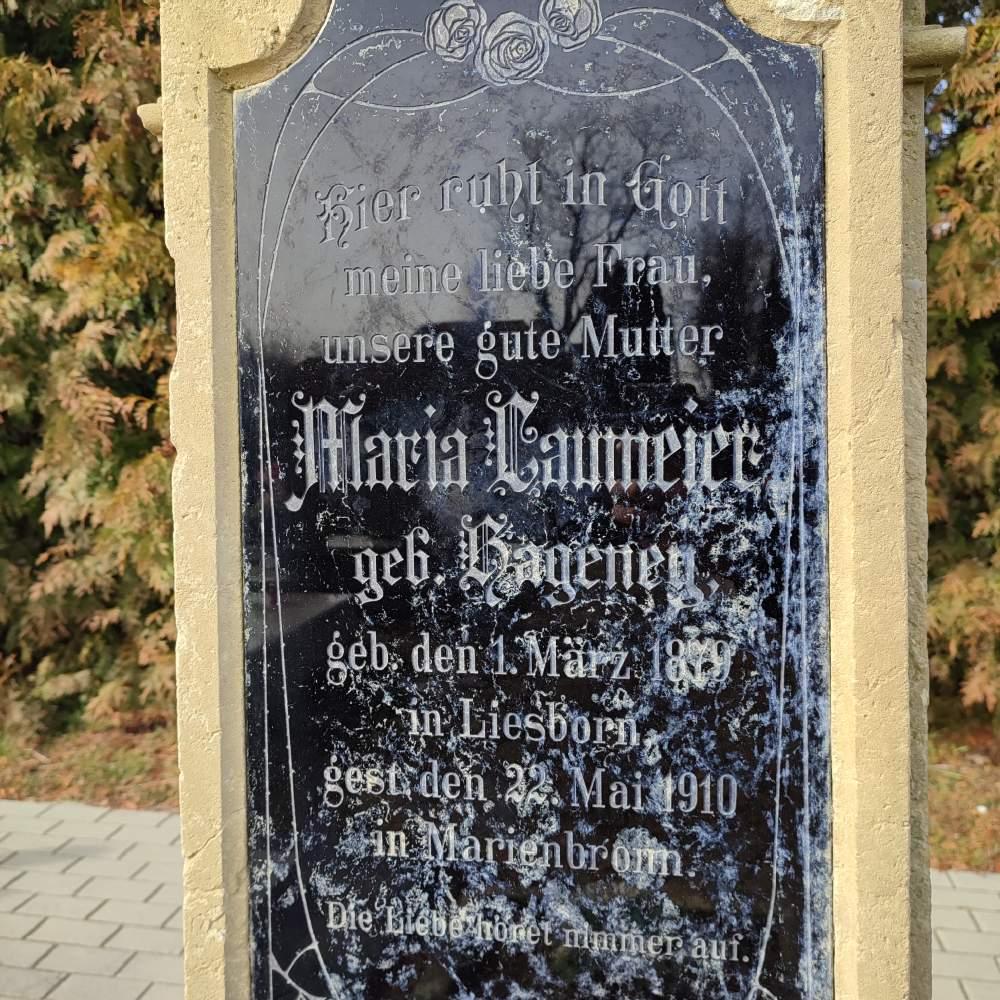 Hier ruht in Gott
meine liebe Frau,
unsere gute Mutter
Maria Laumeier
geb. Hageney,
geb. den 1. März 1879
in Liesborn,
gest. den 22. Mai 1910
in Marienbronn.
Die Liebe höret nimmer auf.